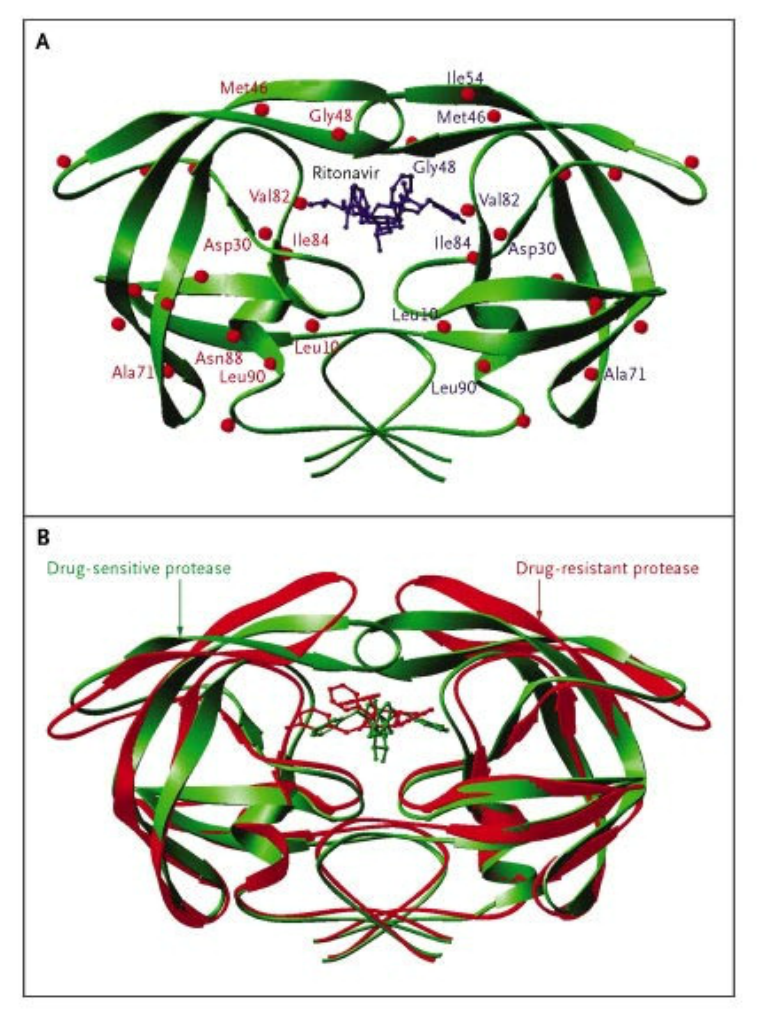 A
Met46
Ile54
Gly48
Met46
Ritonavir
Gly48
Val82
Val82
Asp30
Ile84
Ile84
Asp30
Leu10
Leu10
Asn88
Ala71
Leu90
Leu90
Ala71
B
Drug-sensitive protease
Drug-resistant protease